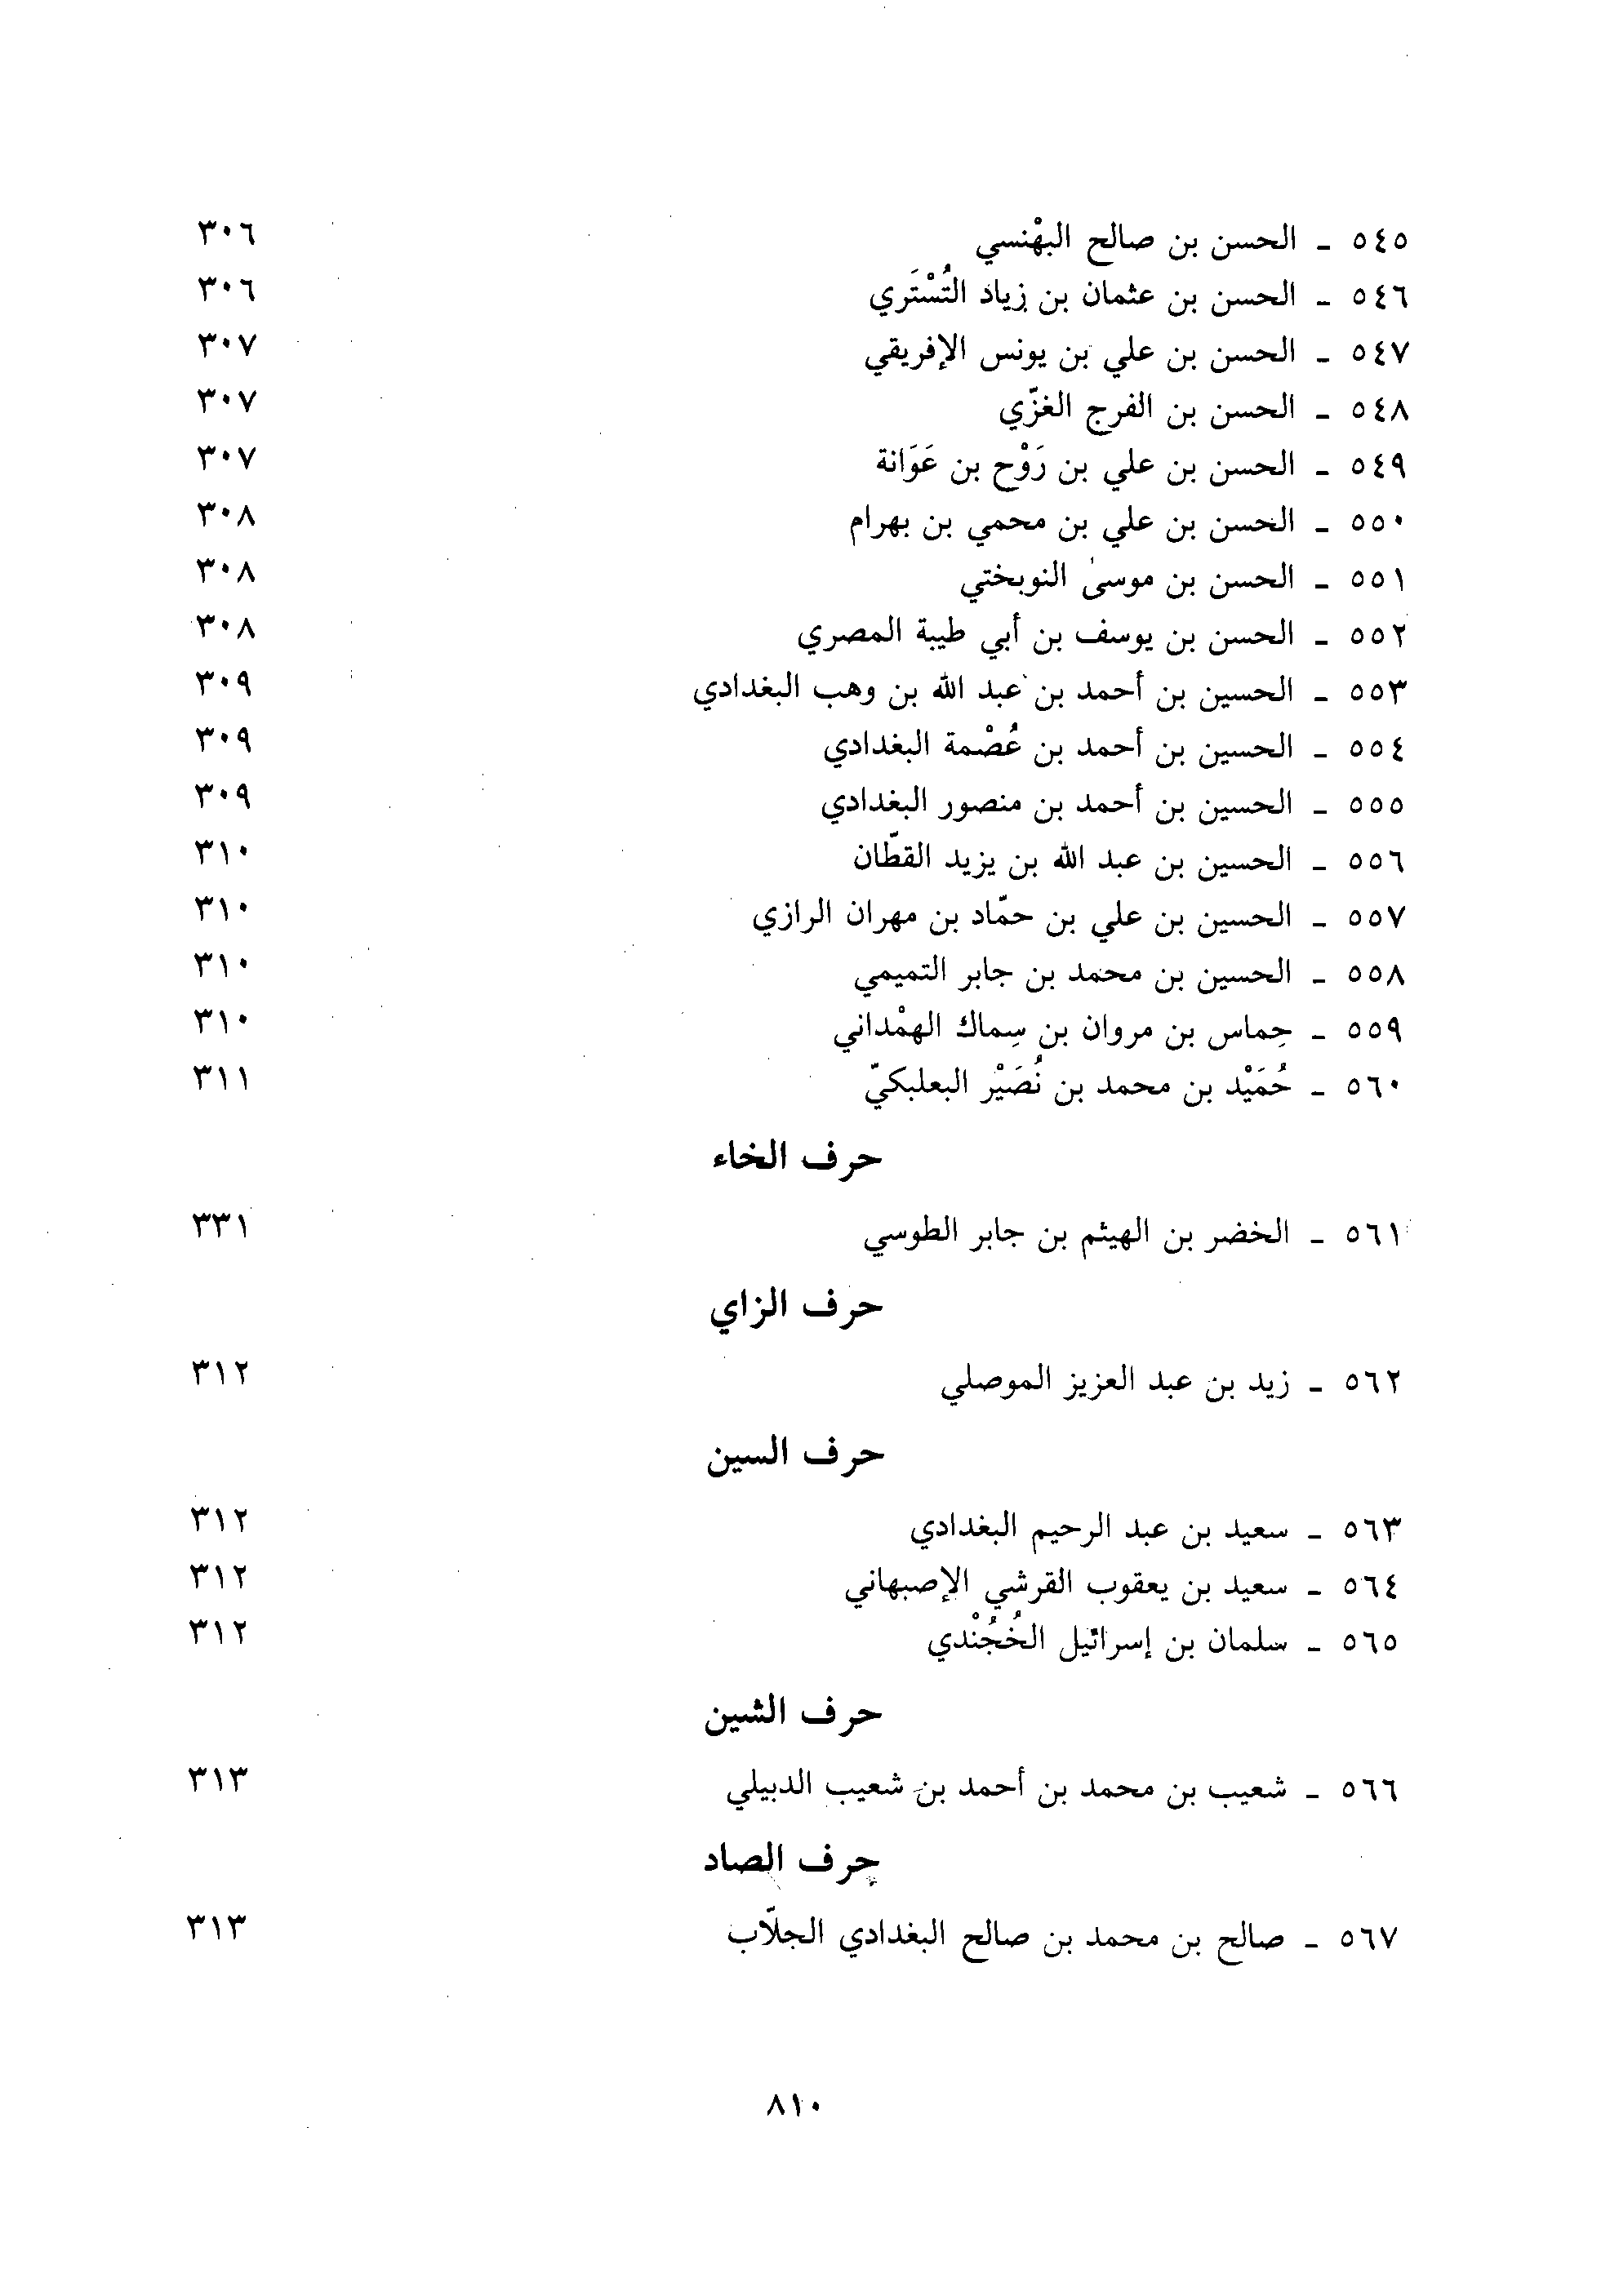 ٥٤٥ ـ الحسن بن صالح البهْنسي ٣٠٦
٥٤٦ ـ الحسن بن عثمان بن زياد التُسْتَري ٣٠٦
٥٤٧ ـ الحسن بن علي بن يونس الإفريقي ٣٠٧
٥٤٨ ـ الحسن بن الفرج الغزّي ٣٠٧
٥٤٩ ـ الحسن بن علي بن رَوْح بن عَوَانة ٣٠٧
٥٥٠ ـ الحسن بن علي بن محمي بن بهرام ٣٠٨
٥٥١ ـ الحسن بن موسىٰ النوبختي ٣٠٨
٥٥٢ ـ الحسن بن يوسف بن أبي طيبة المصري ٣٠٨
٥٥٣ ـ الحسين بن أحمد بن عبد الله بن وهب البغدادي ٣٠٩
٥٥٤ ـ الحسين بن أحمد بن عُصْمة البغدادي ٣٠٩
٥٥٥ ـ الحسين بن أحمد بن منصور البغدادي ٣٠٩
٥٥٦ ـ الحسين بن عبد الله بن يزيد القطّان ٣١٠
٥٥٧ ـ الحسين بن علي بن حمّاد بن مهران الرازي ٣١٠
٥٥٨ ـ الحسين بن محمد بن جابر التميمي ٣١٠
٥٥٩ ـ حِماس بن مروان بن سِماك الهمْداني ٣١٠
٥٦٠ ـ حُمَيْد بن محمد بن نُصَيْر البعلبكيّ ٣١١
حرف الخاء
٥٦١ ـ الخضر بن الهيثم بن جابر الطوسي ٣٣١
حرف الزاي
٥٦٢ ـ زيد بن عبد العزيز الموصلي ٣١٢
حرف السين
٥٦٣ ـ سعيد بن عبد الرحيم البغدادي ٣١٢
٥٦٤ ـ سعيد بن يعقوب القرشي الإصبهاني ٣١٢
٥٦٥ ـ سلمان بن إسرائيل الخُجُنْدي ٣١٢
حرف الشين
٥٦٦ ـ شعيب بن محمد بن أحمد بن شعيب الدبيلي ٣١٣
حرف الصاد
٥٦٧ ـ صالح بن محمد بن صالح البغدادي الجلّاب ٣١٣
٨١٠